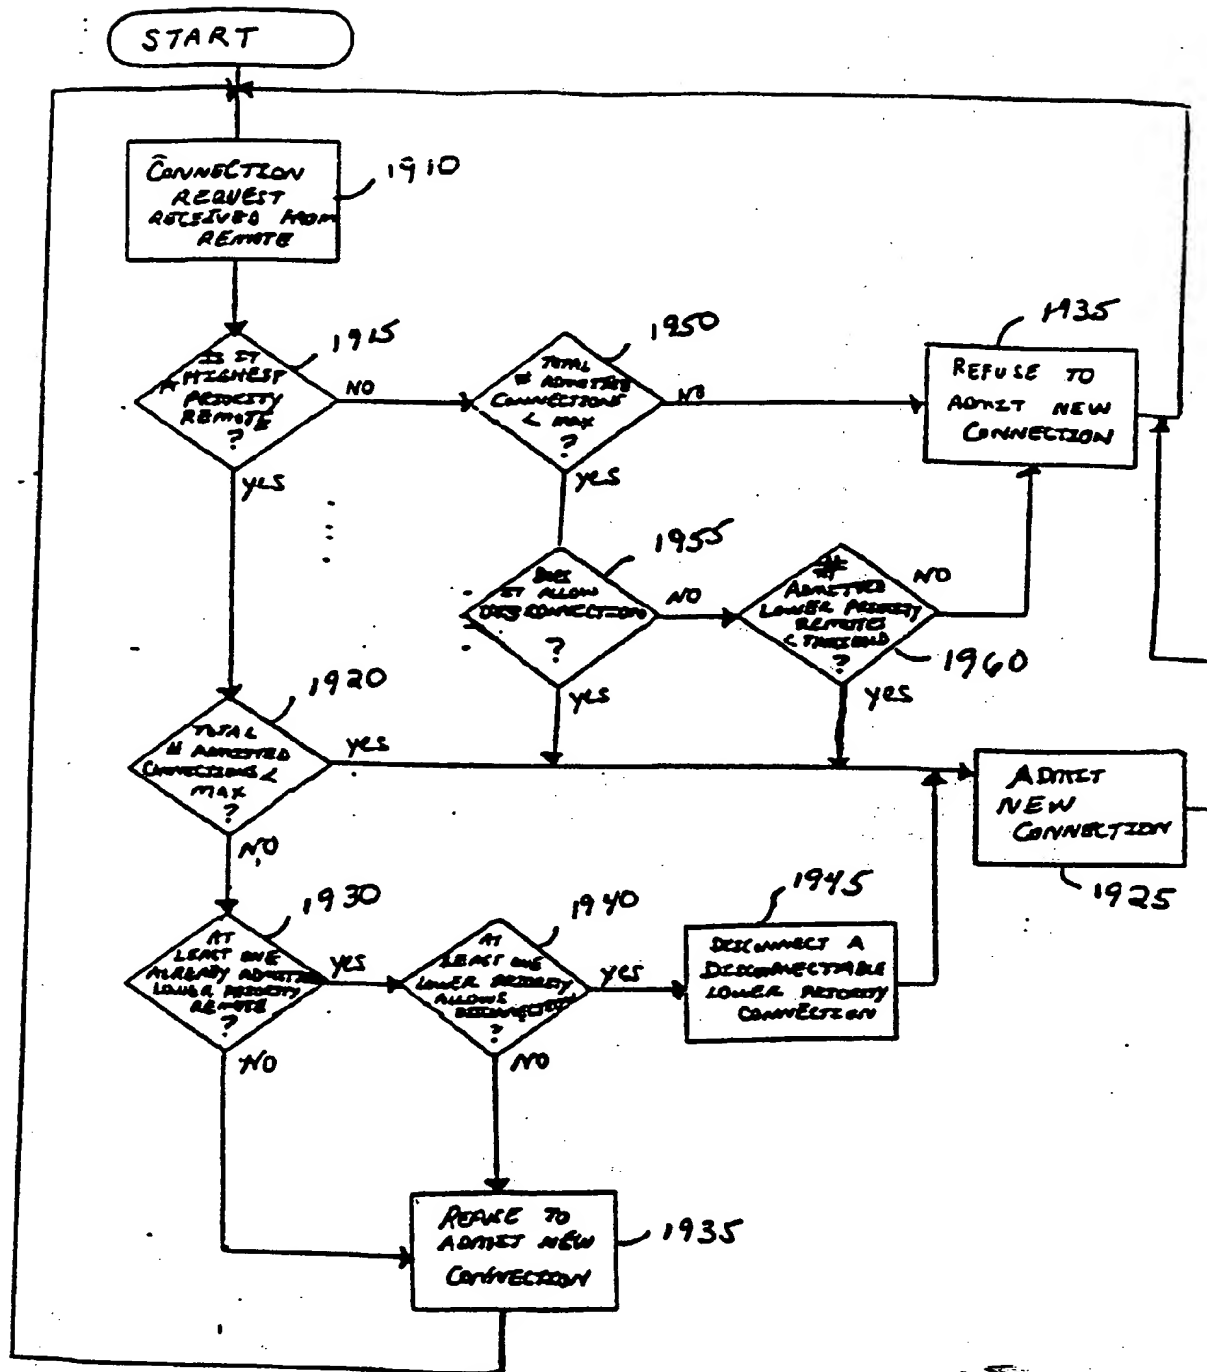 START
CONNECTION
REQUEST
RECEIVED FROM
REMOTE
1910
IS IT
A HIGHEST
PRIORITY
REMOTE
?
1915
NO
yes
TOTAL
# ADMITTED
CONNECTIONS
< MAX
?
1950
NO
yes
REFUSE TO
ADMIT NEW
CONNECTION
1935
DOES
IT ALLOW
DISCONNECTION
?
1955
NO
yes
#
ADMITTED
LOWER PRIORITY
REMOTES
< THRESHOLD
?
1960
NO
yes
TOTAL
# ADMITTED
CONNECTIONS <
MAX
?
1920
yes
NO
ADMIT
NEW
CONNECTION
1925
AT
LEAST ONE
ALREADY ADMITTED
LOWER PRIORITY
REMOTE
?
1930
yes
NO
AT
LEAST ONE
LOWER PRIORITY
ALLOWS
DISCONNECTION
?
1940
yes
NO
DISCONNECT A
DISCONNECTABLE
LOWER PRIORITY
CONNECTION
1945
REFUSE TO
ADMIT NEW
CONNECTION
1935